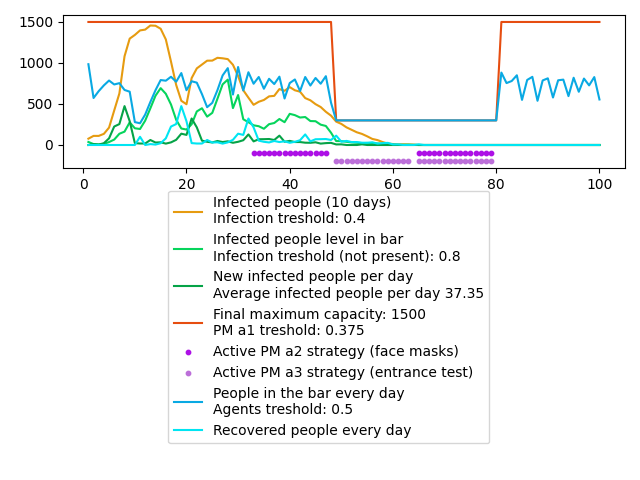 1500
1000
500
0
0 20 40 60 80 100
Infected people (10 days)
Infection treshold: 0.4
Infected people level in bar
Infection treshold (not present): 0.8
New infected people per day
Average infected people per day 37.35
Final maximum capacity: 1500
PM a1 treshold: 0.375
Active PM a2 strategy (face masks)
Active PM a3 strategy (entrance test)
People in the bar every day
Agents treshold: 0.5
Recovered people every day